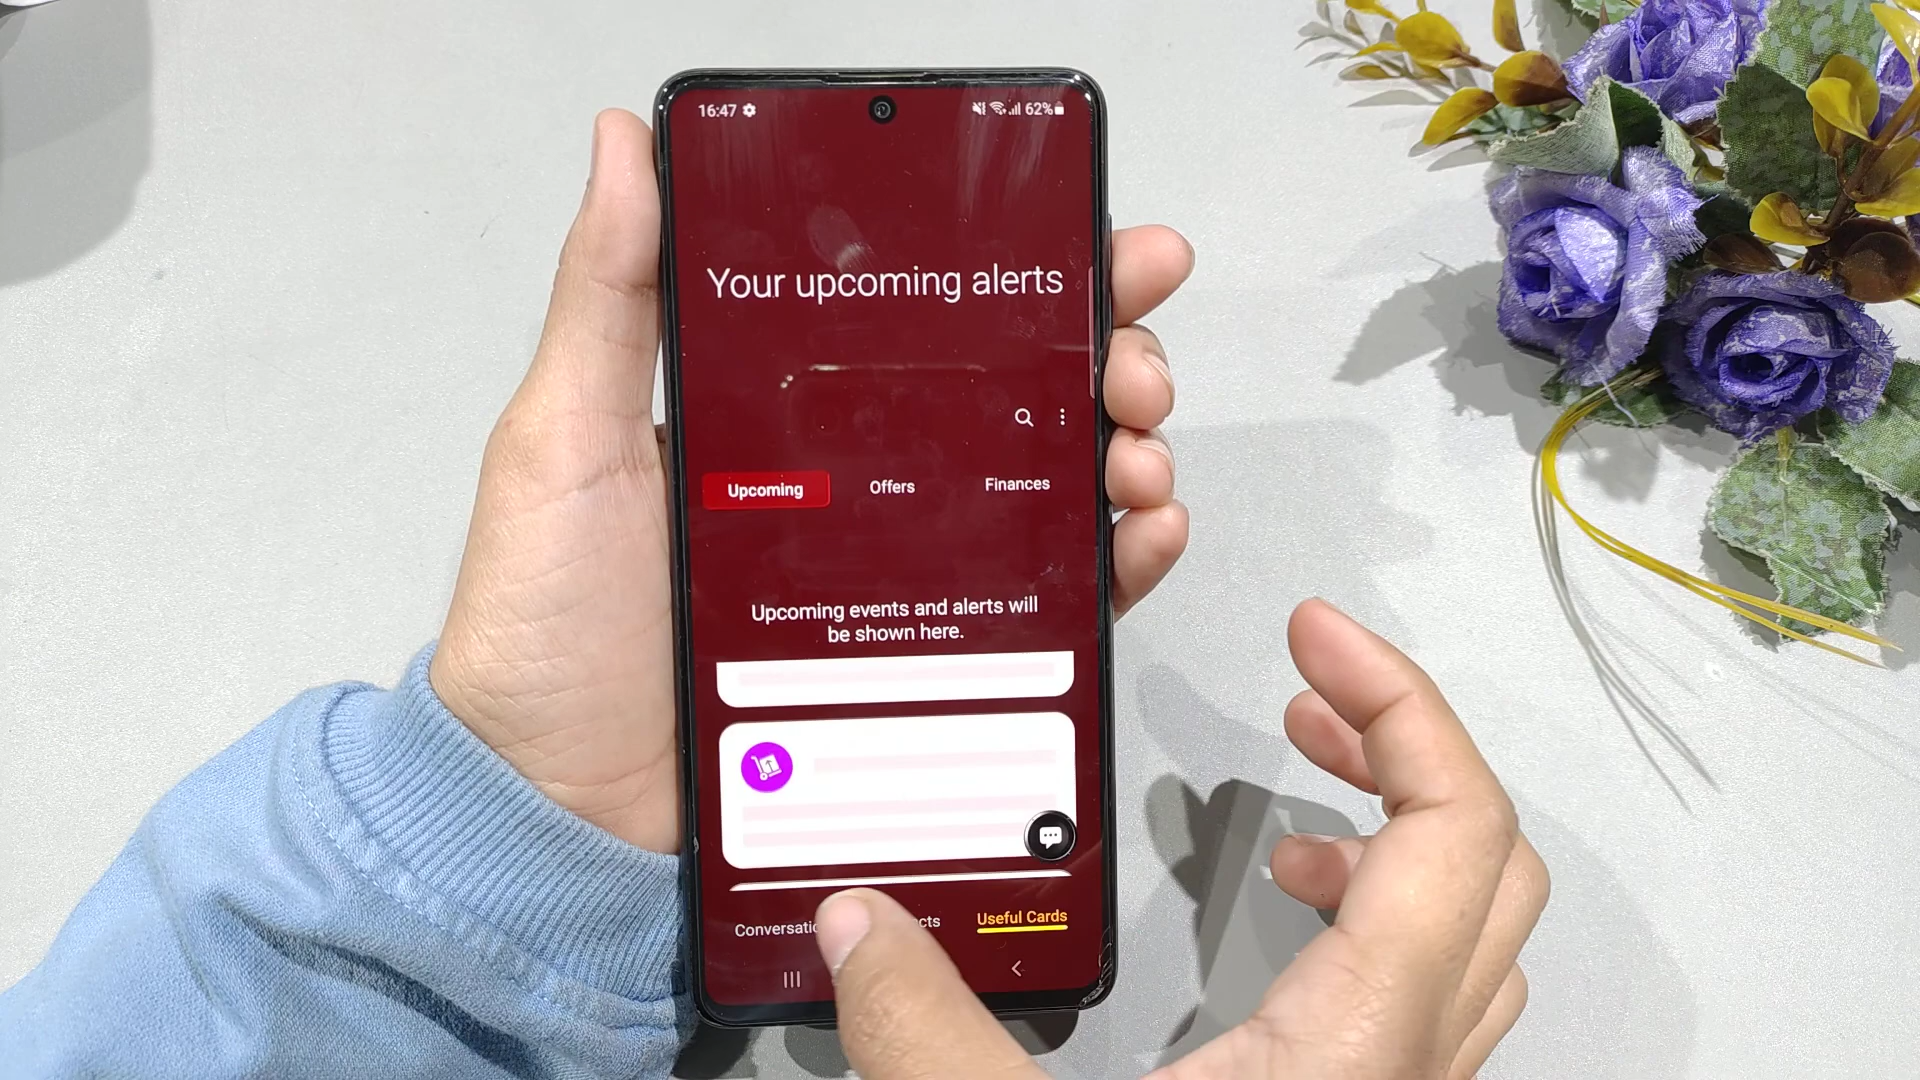 16:47
62%
Your upcoming alerts
Upcoming Offers Finances
Upcoming events and alerts will
be shown here.
Useful Cards